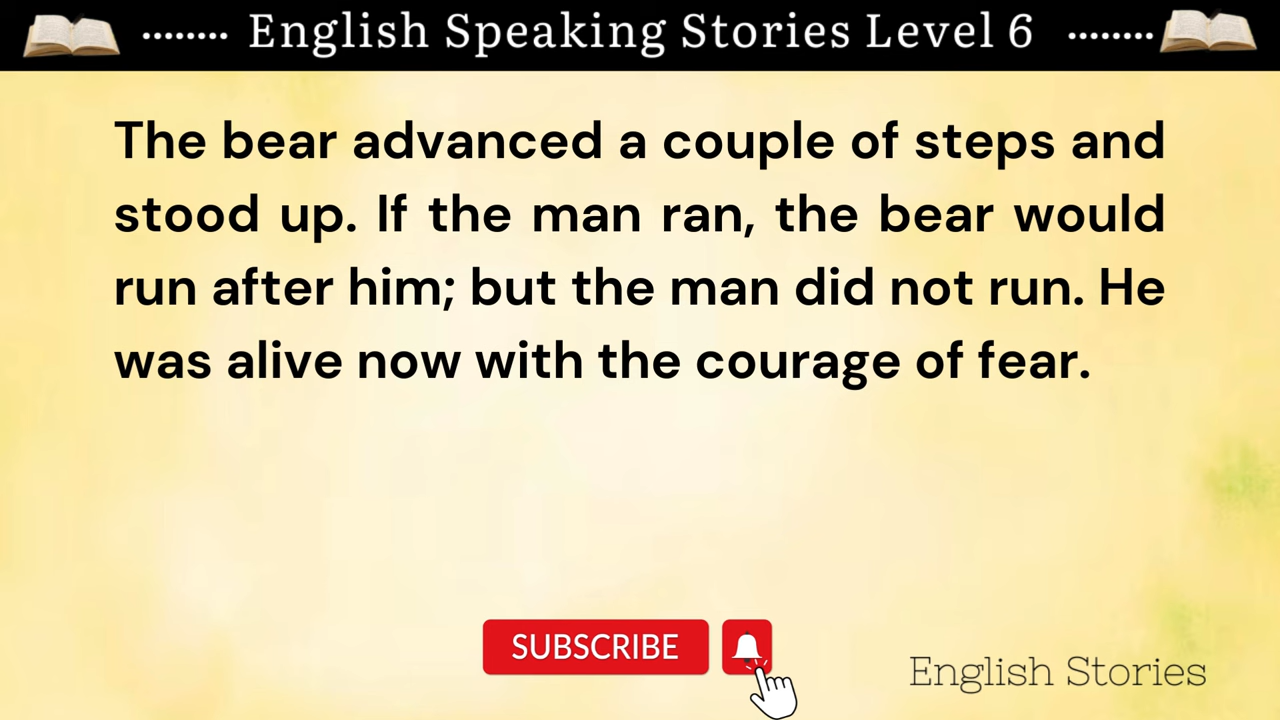 English Speaking Stories Level 6
The bear advanced a couple of steps and
stood up. If the man ran, the bear would
run after him; but the man did not run. He
was alive now with the courage of fear.
SUBSCRIBE
English Stories